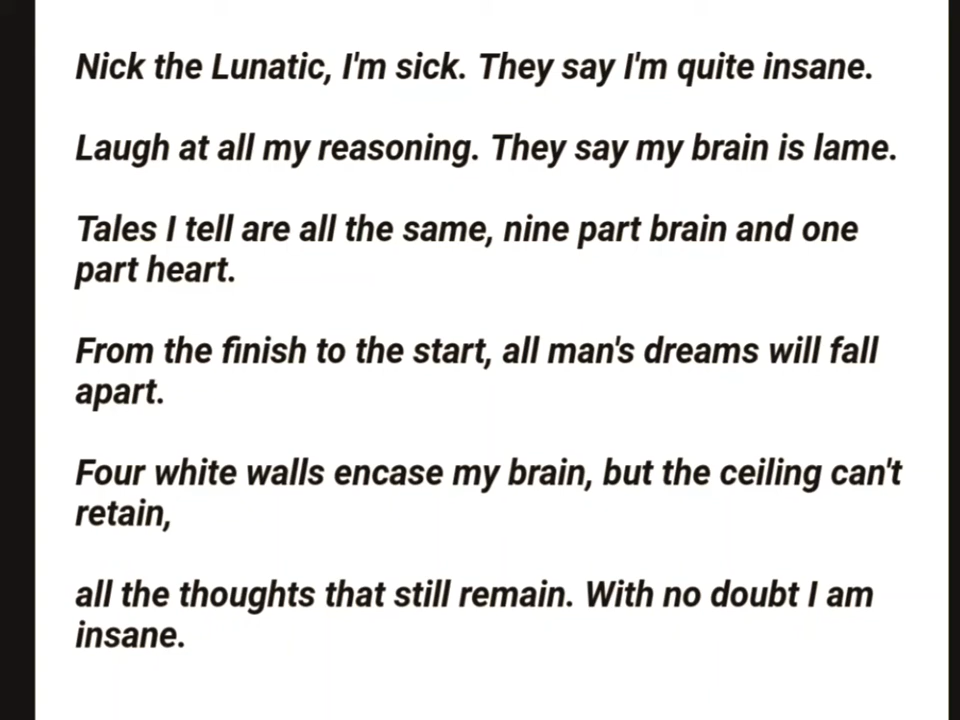 Nick the Lunatic, I'm sick. They say I'm quite insane.
Laugh at all my reasoning. They say my brain is lame.
Tales I tell are all the same, nine part brain and one
part heart.
From the finish to the start, all man's dreams will fall
apart.
Four white walls encase my brain, but the ceiling can't
retain,
all the thoughts that still remain. With no doubt I am
insane.